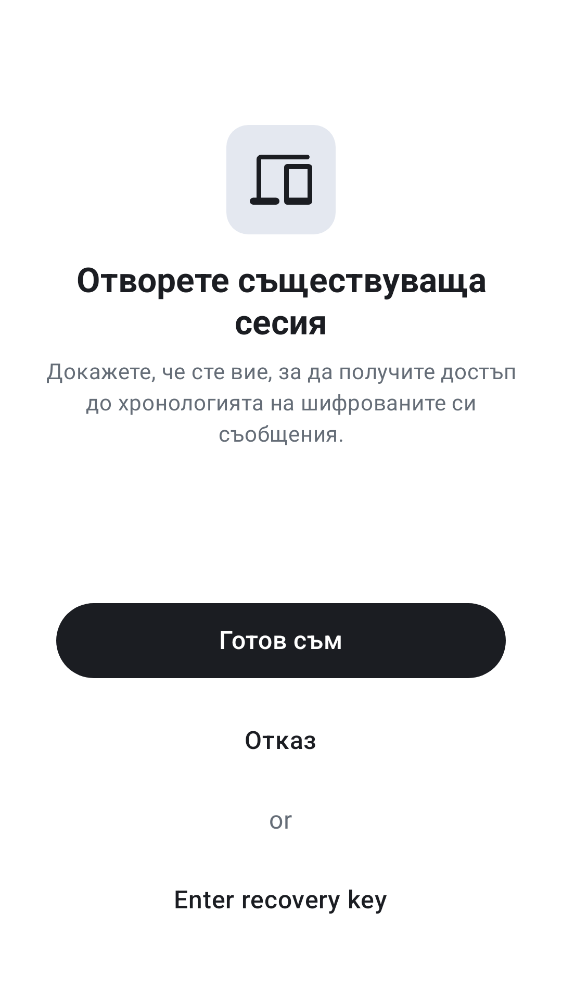 Отворете съществуваща
сесия
Докажете, че сте вие, за да получите достъп
до хронологията на шифрованите си
съобщения.
Готов съм
Отказ
or
Enter recovery key